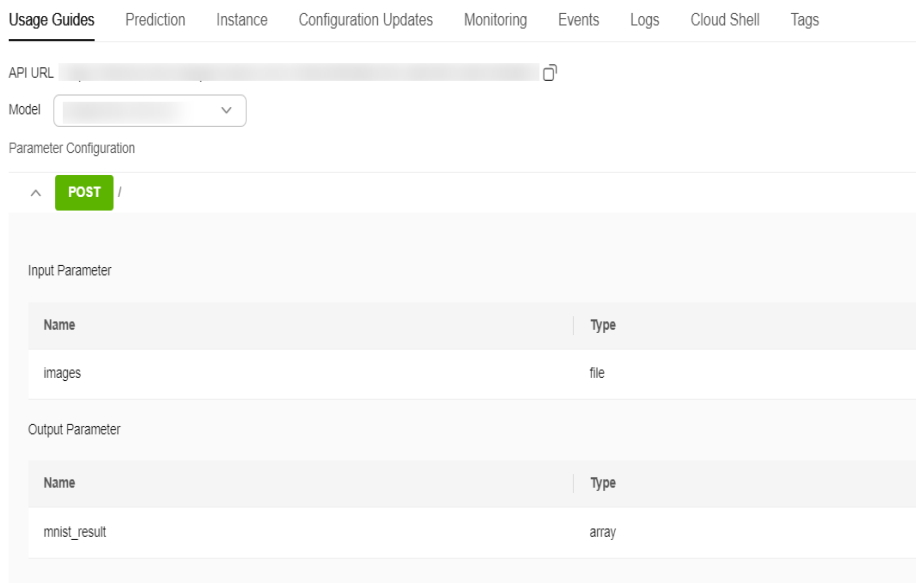 Usage Guides Prediction Instance Configuration Updates Monitoring Events Logs Cloud Shell Tags
API URL
Model
Parameter Configuration
POST /
Input Parameter
Name Type
images file
Output Parameter
Name Type
mnist_result array